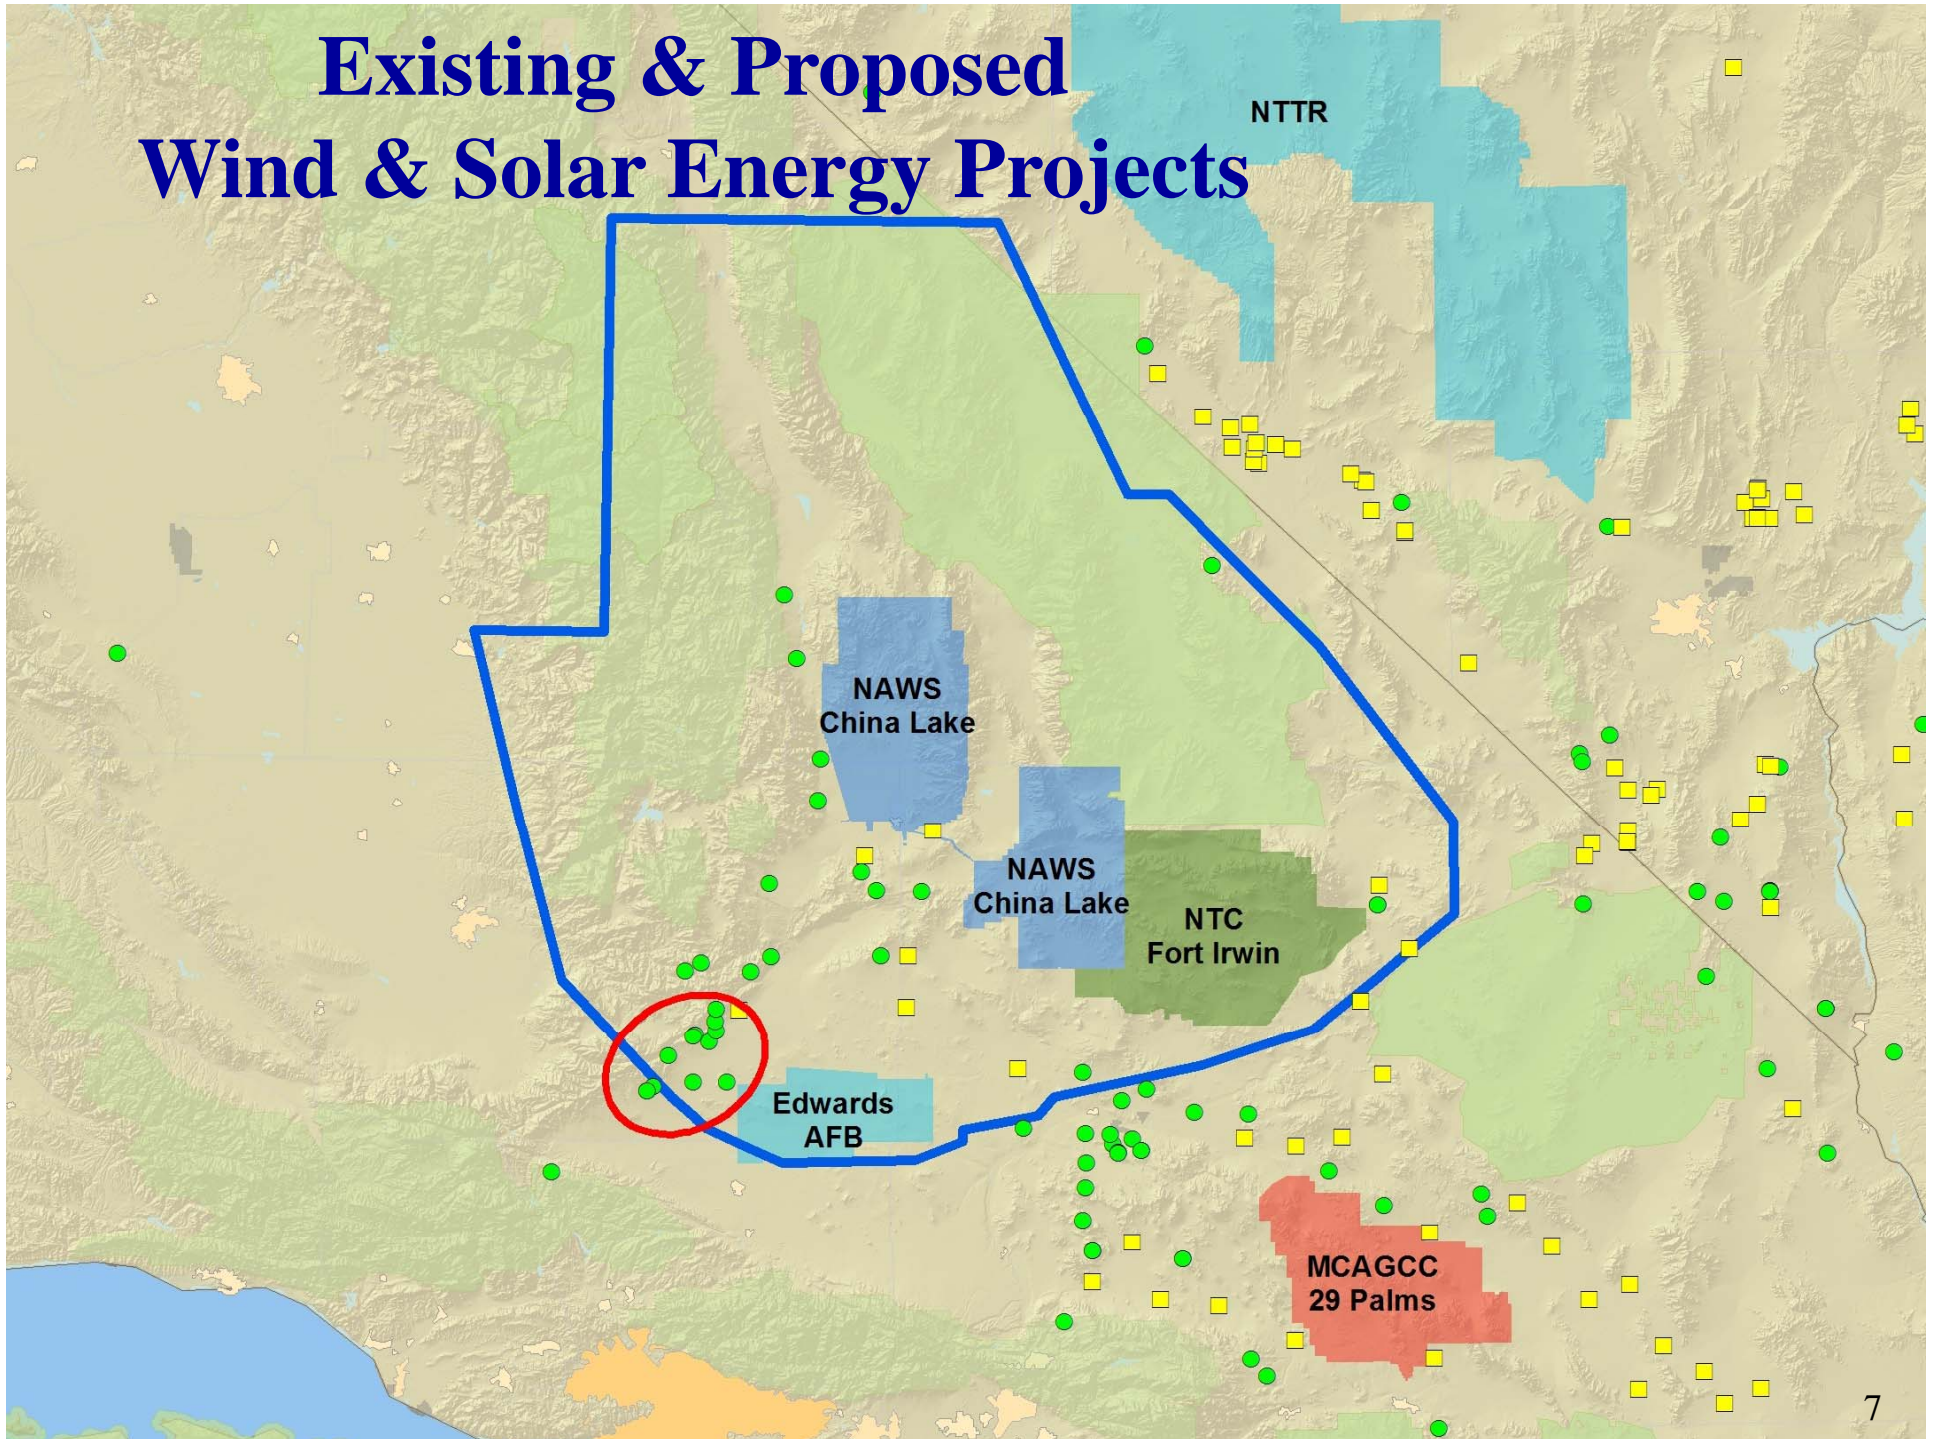 Existing & Proposed
Wind & Solar Energy Projects
NTTR
NAWS
China Lake
NAWS
China Lake
NTC
Fort Irwin
Edwards
AFB
MCAGCC
29 Palms
7